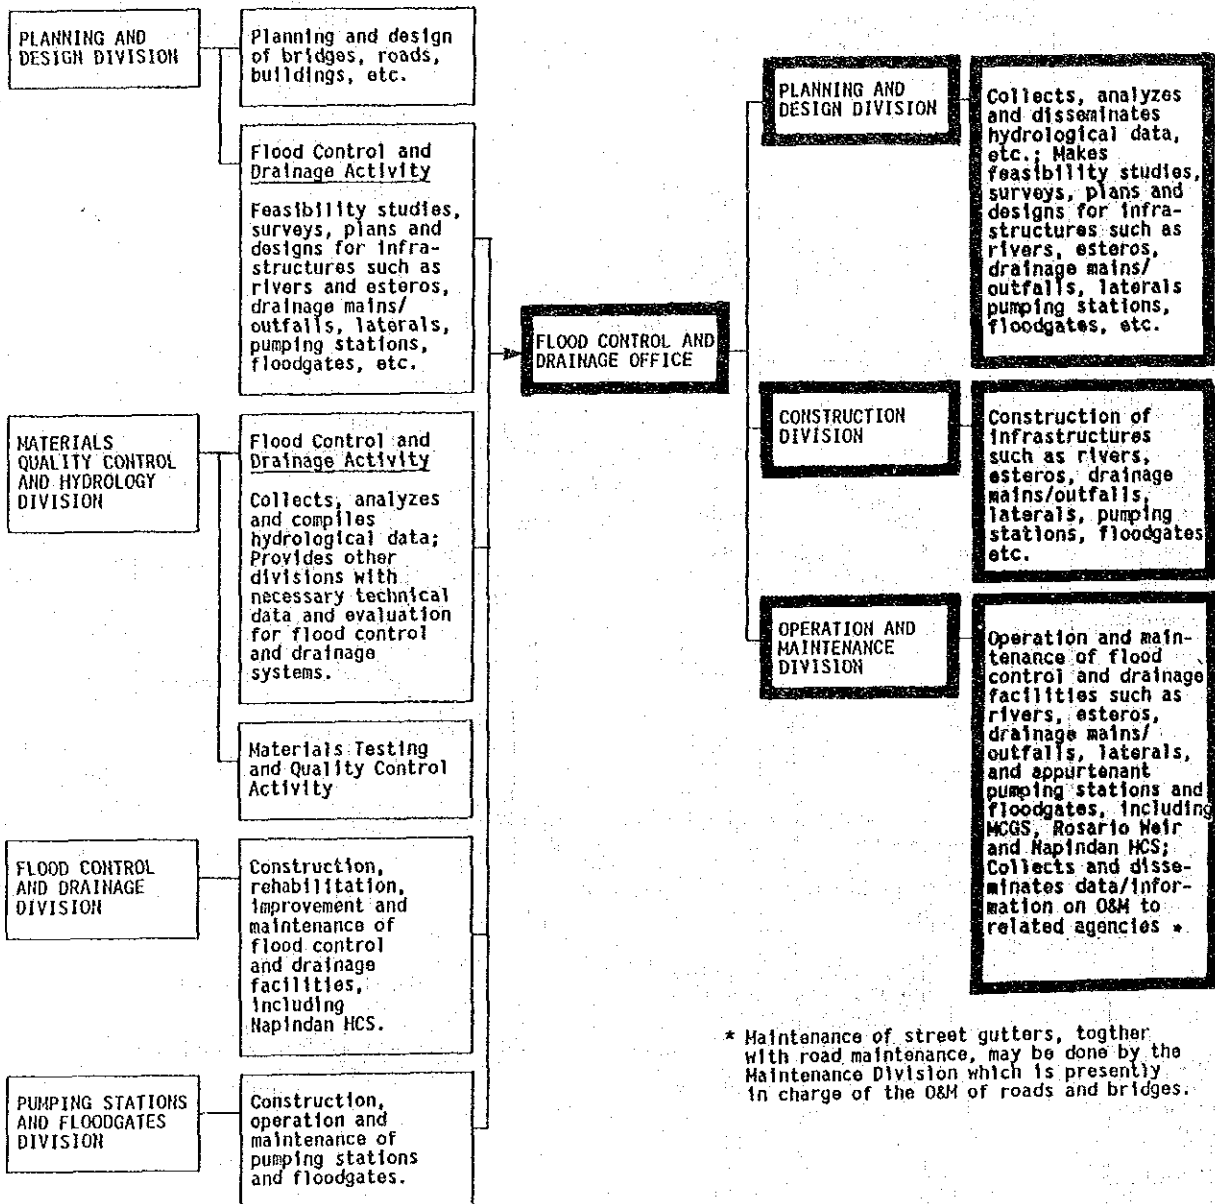 PLANNING AND
DESIGN DIVISION
Planning and design
of bridges, roads,
buildings, etc.
Flood Control and
Drainage Activity
Feasibility studies,
surveys, plans and
designs for infra-
structures such as
rivers and esteros,
drainage mains/
outfalls, laterals,
pumping stations,
floodgates, etc.
MATERIALS
QUALITY CONTROL
AND HYDROLOGY
DIVISION
Flood Control and
Drainage Activity
Collects, analyzes
and compiles
hydrological data;
Provides other
divisions with
necessary technical
data and evaluation
for flood control
and drainage
systems.
Materials Testing
and Quality Control
Activity
FLOOD CONTROL
AND DRAINAGE
DIVISION
Construction,
rehabilitation,
improvement and
maintenance of
flood control
and drainage
facilities,
including
Napindan HCS.
PUMPING STATIONS
AND FLOODGATES
DIVISION
Construction,
operation and
maintenance of
pumping stations
and floodgates.
FLOOD CONTROL AND
DRAINAGE OFFICE
PLANNING AND
DESIGN DIVISION
Collects, analyzes
and disseminates
hydrological data,
etc.; Makes
feasibility studies,
surveys, plans and
designs for infra-
structures such as
rivers, esteros,
drainage mains/
outfalls, laterals
pumping stations,
floodgates, etc.
CONSTRUCTION
DIVISION
Construction of
infrastructures
such as rivers,
esteros, drainage
mains/outfalls,
laterals, pumping
stations, floodgates
etc.
OPERATION AND
MAINTENANCE
DIVISION
Operation and main-
tenance of flood
control and drainage
facilities such as
rivers, esteros,
drainage mains/
outfalls, laterals,
and appurtenant
pumping stations and
floodgates, including
MCGS, Rosario Weir
and Napindan HCS;
Collects and disse-
minates data/infor-
mation on O&M to
related agencies *
* Maintenance of street gutters, togther
with road maintenance, may be done by the
Maintenance Division which is presently
in charge of the O&M of roads and bridges.